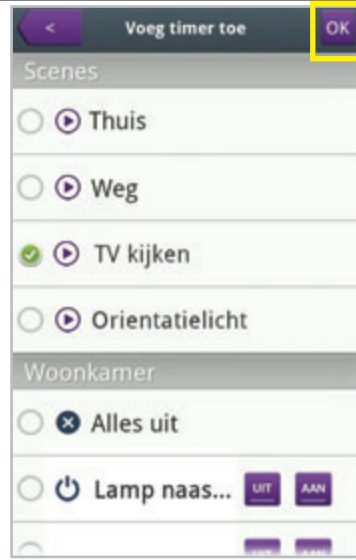 < Voeg timer toe OK
Scenes
Thuis
Weg
TV kijken
Orientatielicht
Woonkamer
Alles uit
Lamp naas... UIT AAN